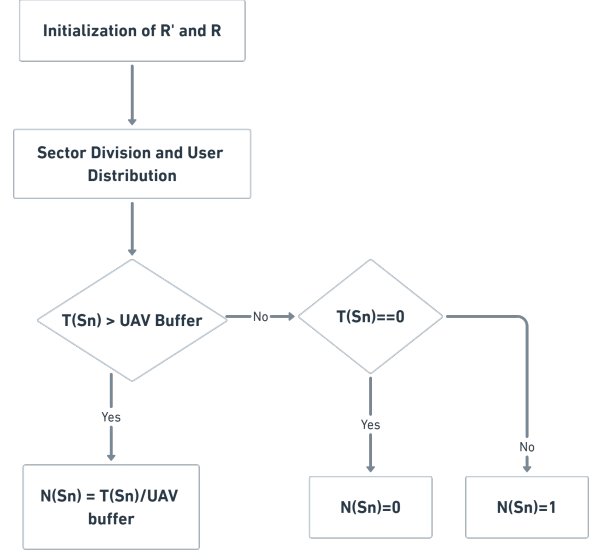 Initialization of R' and R
Sector Division and User
Distribution
T(Sn) > UAV Buffer
No
T(Sn)==0
Yes
Yes
No
N(Sn) = T(Sn)/UAV
buffer
N(Sn)=0
N(Sn)=1